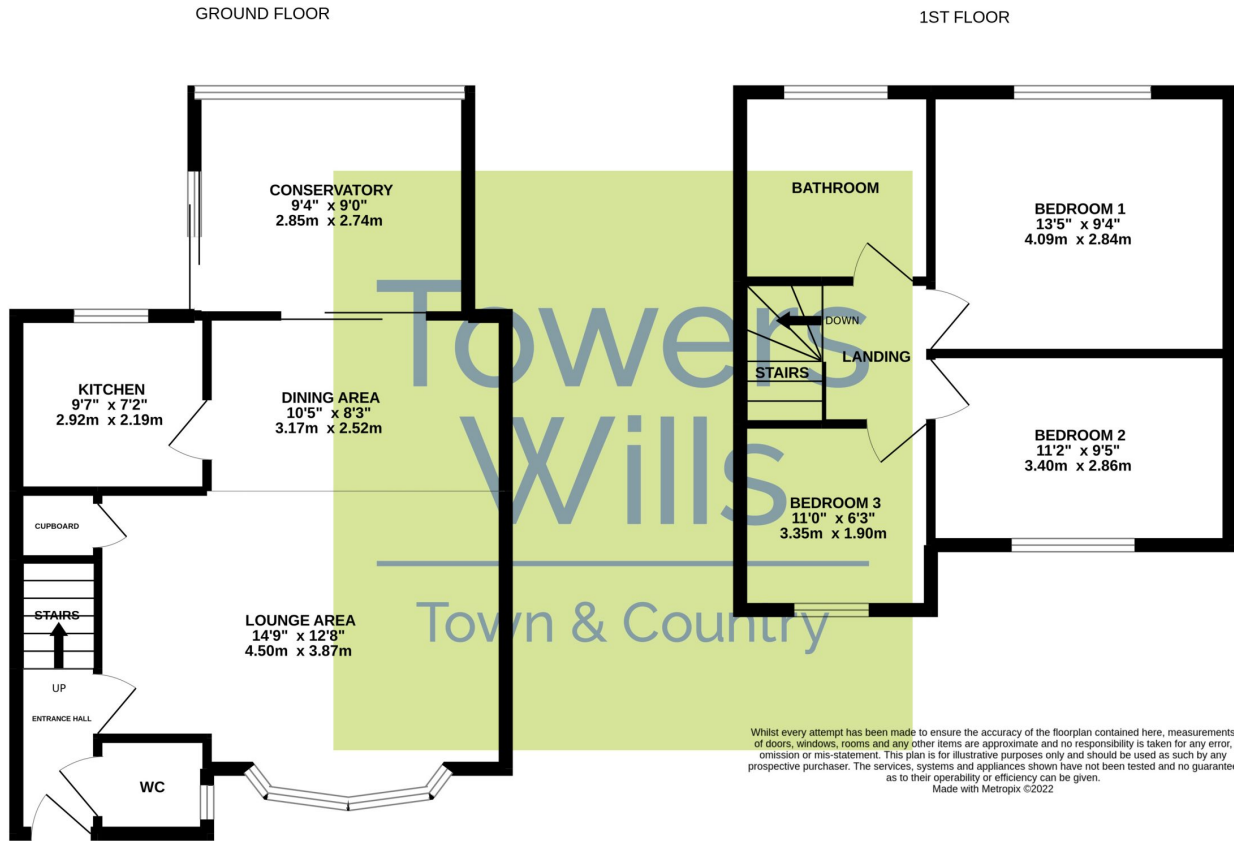 GROUND FLOOR
1ST FLOOR
CONSERVATORY
9'4" x 9'0"
2.85m x 2.74m
KITCHEN
9'7" x 7'2"
2.92m x 2.19m
DINING AREA
10'5" x 8'3"
3.17m x 2.52m
CUPBOARD
STAIRS
LOUNGE AREA
14'9" x 12'8"
4.50m x 3.87m
UP
ENTRANCE HALL
WC
BATHROOM
BEDROOM 1
13'5" x 9'4"
4.09m x 2.84m
DOWN
LANDING
STAIRS
BEDROOM 2
11'2" x 9'5"
3.40m x 2.86m
BEDROOM 3
11'0" x 6'3"
3.35m x 1.90m
Towers
Wills
Town & Country
Whilst every attempt has been made to ensure the accuracy of the floorplan contained here, measurements
of doors, windows, rooms and any other items are approximate and no responsibility is taken for any error,
omission or mis-statement. This plan is for illustrative purposes only and should be used as such by any
prospective purchaser. The services, systems and appliances shown have not been tested and no guarantee
as to their operability or efficiency can be given.
Made with Metropix ©2022